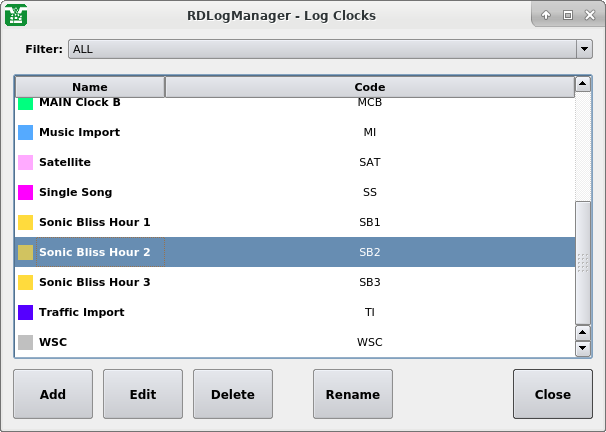 RDLogManager - Log Clocks
Filter: ALL
Name Code
MAIN Clock B MCB
Music Import MI
Satellite SAT
Single Song SS
Sonic Bliss Hour 1 SB1
Sonic Bliss Hour 2 SB2
Sonic Bliss Hour 3 SB3
Traffic Import TI
WSC WSC
Add Edit Delete Rename Close